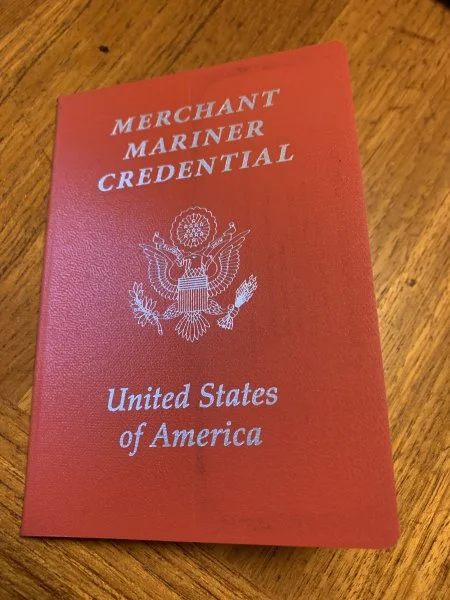 MERCHANT
MARINER
CREDENTIAL
United States
of America